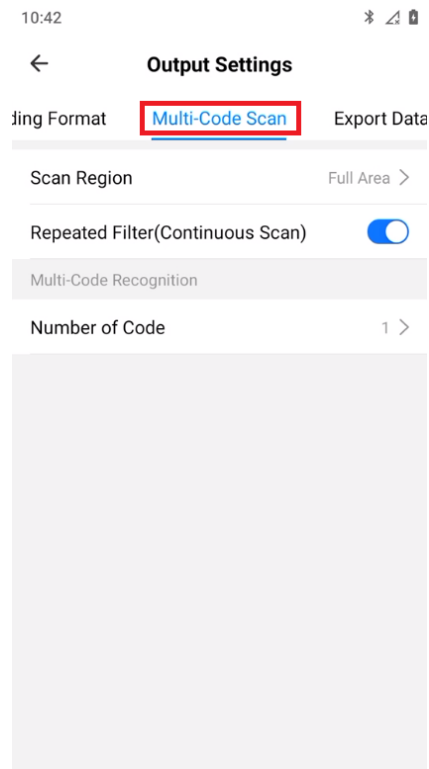 10:42
Output Settings
ding Format Multi-Code Scan Export Data
Scan Region Full Area
Repeated Filter(Continuous Scan)
Multi-Code Recognition
Number of Code 1